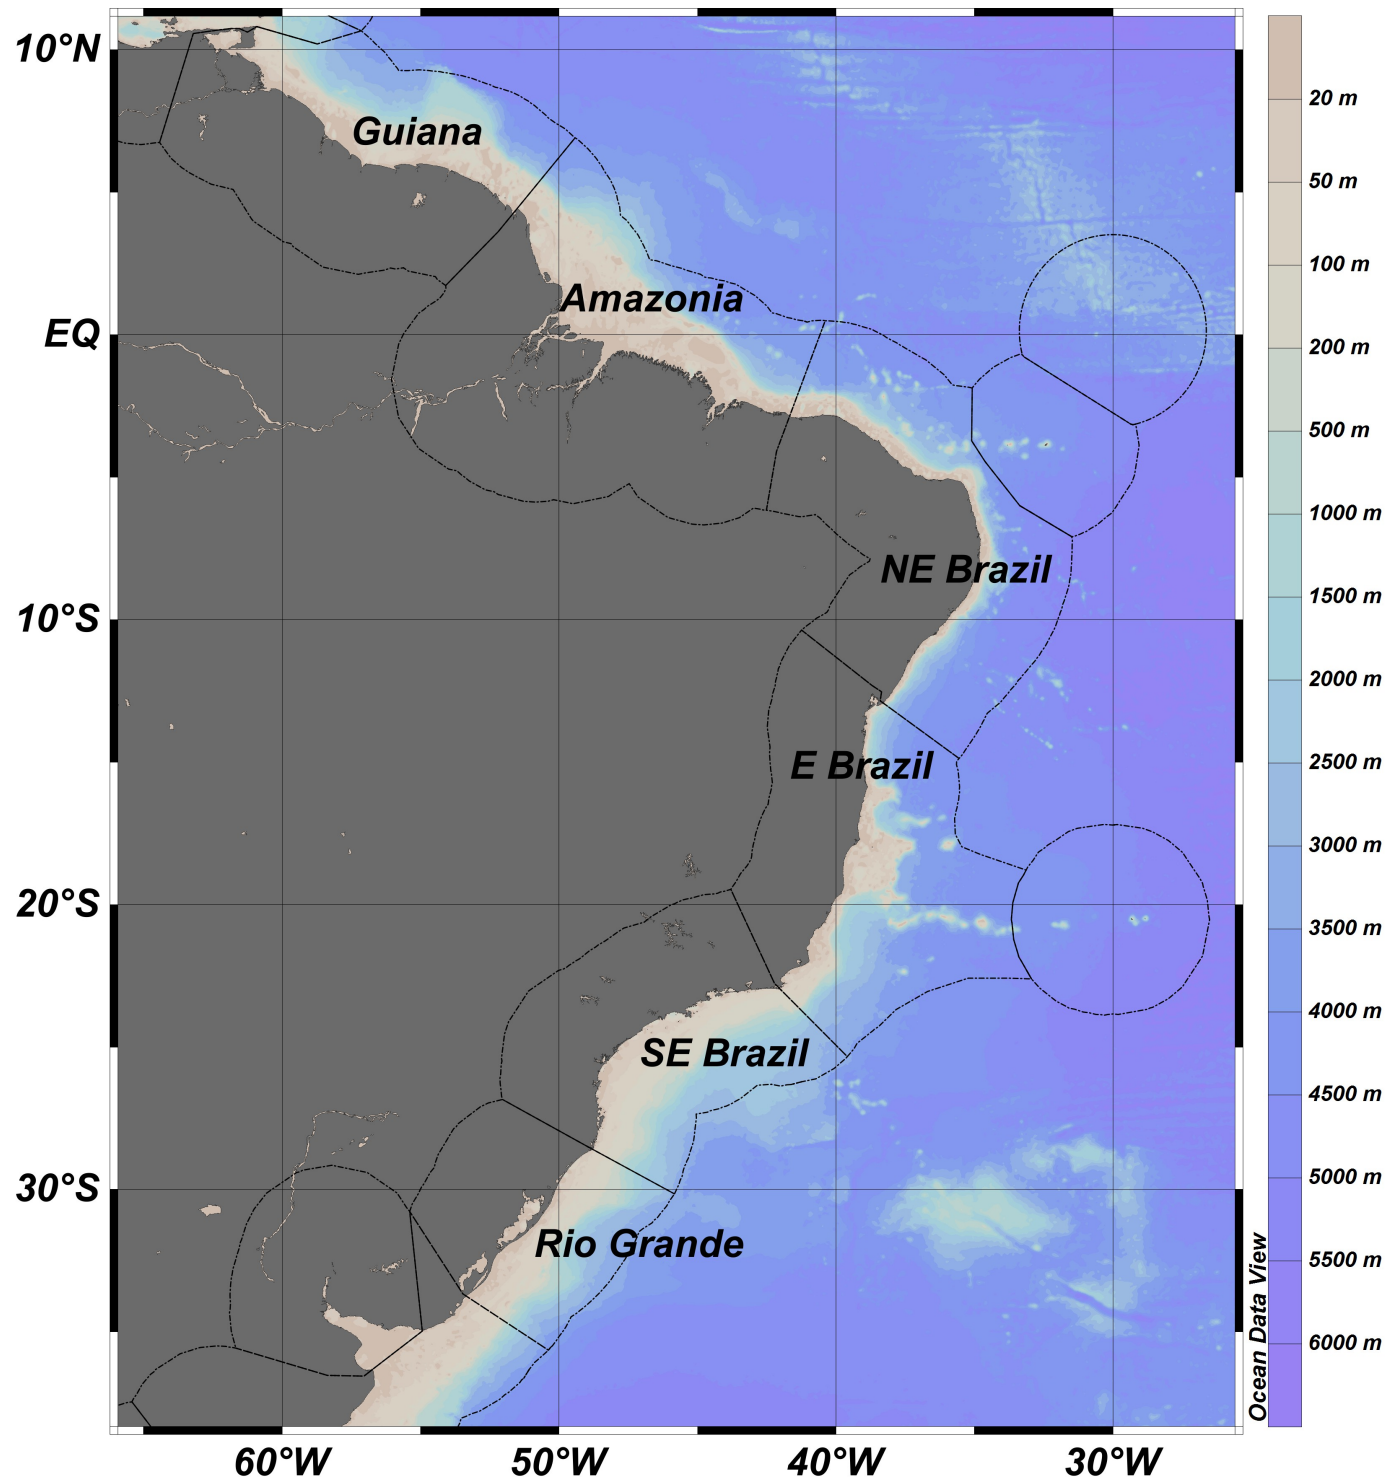 10°N
EQ
10°S
20°S
30°S
60°W
50°W
40°W
30°W
Guiana
Amazonia
NE Brazil
E Brazil
SE Brazil
Rio Grande
Ocean Data View
20 m
50 m
100 m
200 m
500 m
1000 m
1500 m
2000 m
2500 m
3000 m
3500 m
4000 m
4500 m
5000 m
5500 m
6000 m